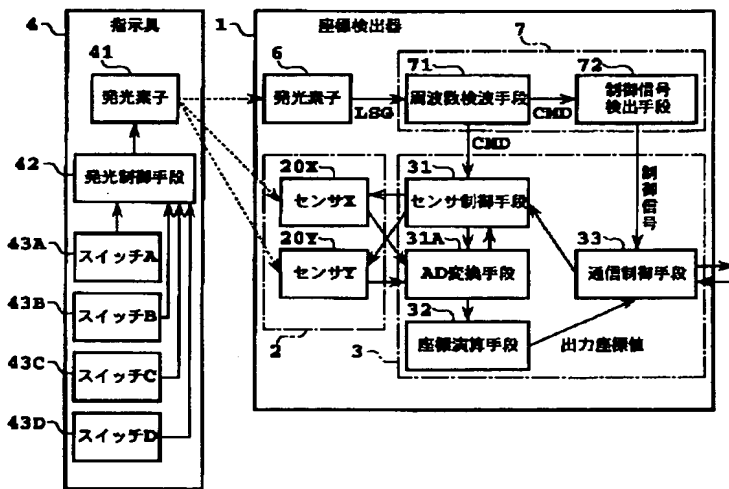 4
指示具
41
発光素子
42
発光制御手段
43A
スイッチA
43B
スイッチB
43C
スイッチC
43D
スイッチD
1
座標検出器
6
発光素子
LSG
7
71
周波数検波手段
CMD
72
制御信号
検出手段
CMD
制御信号
20X
センサX
20Y
センサY
2
31
センサ制御手段
31A
AD変換手段
32
座標演算手段
3
出力座標値
33
通信制御手段